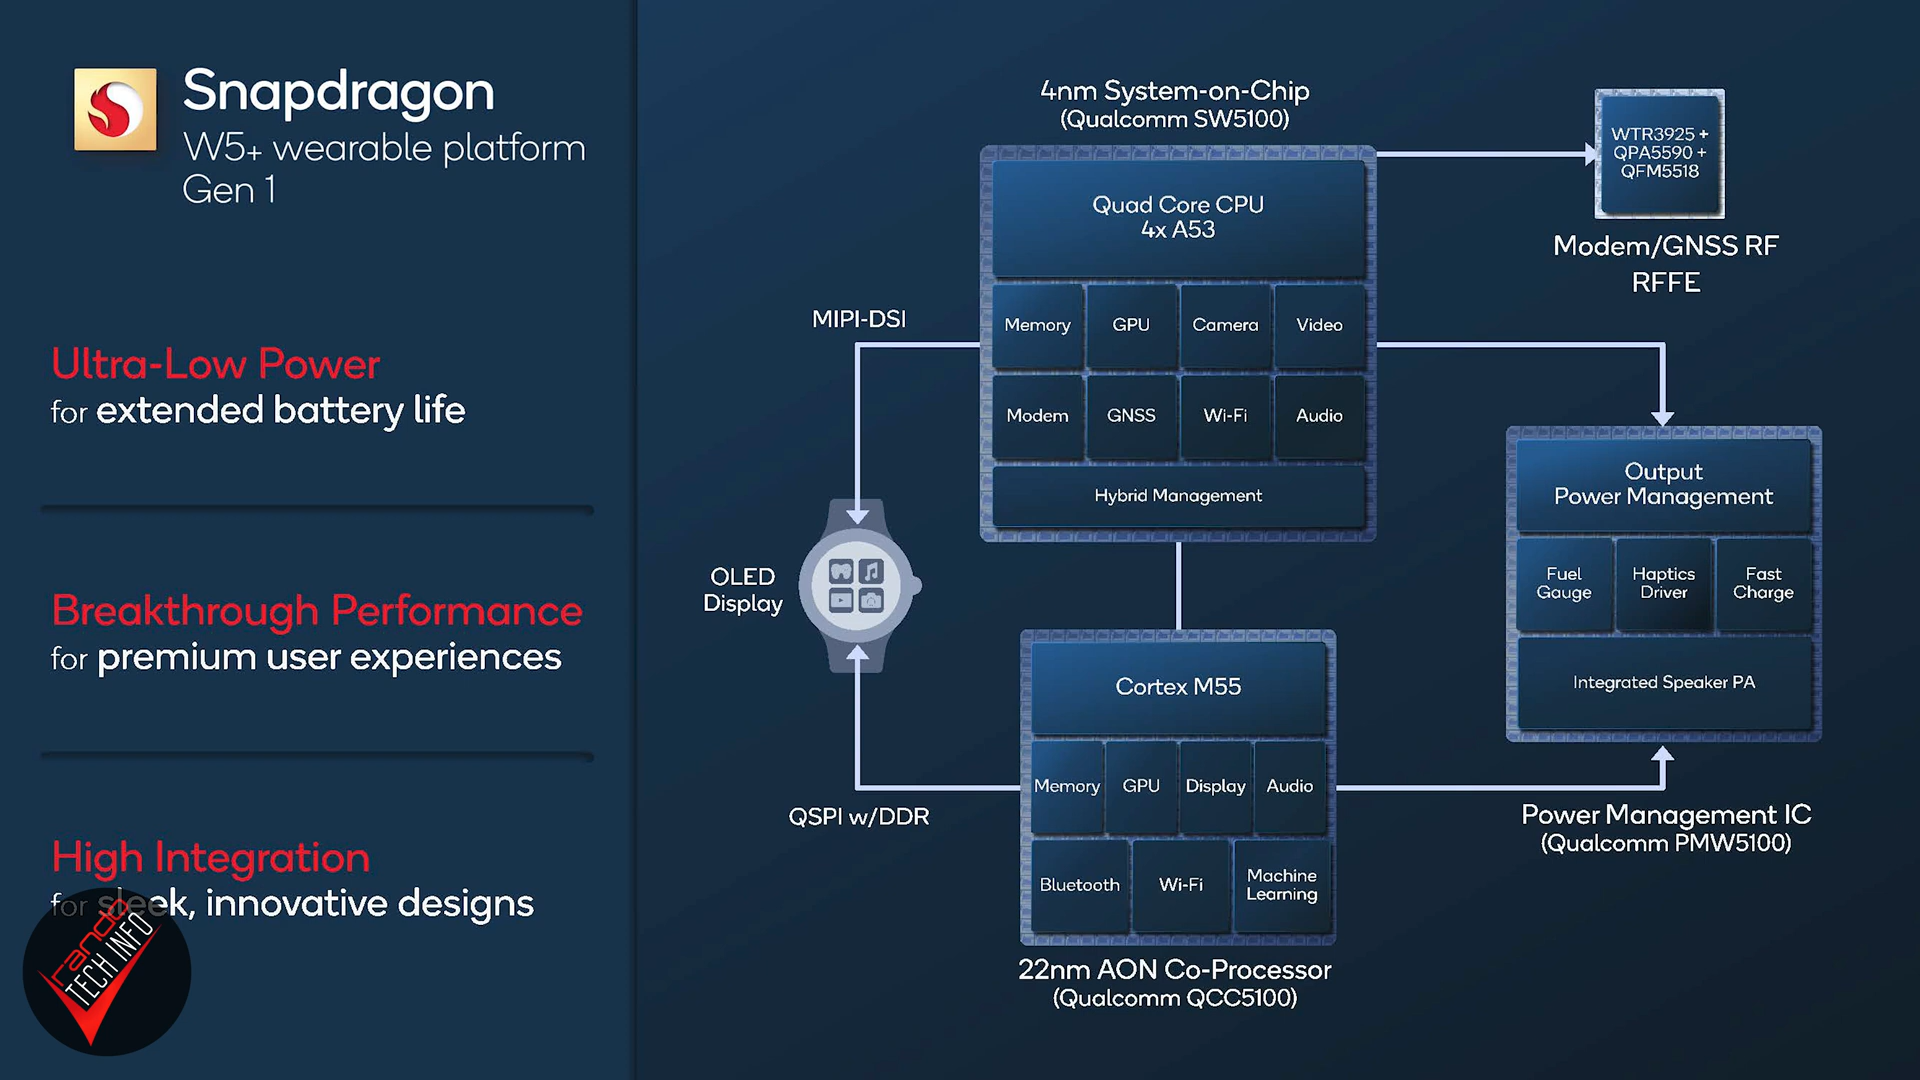 Snapdragon
W5+ wearable platform
Gen 1
Ultra-Low Power
for extended battery life
Breakthrough Performance
for premium user experiences
High Integration
for sleek, innovative designs
rando
TECH INFO
4nm System-on-Chip
(Qualcomm SW5100)
Quad Core CPU
4x A53
Memory
GPU
Camera
Video
Modem
GNSS
Wi-Fi
Audio
Hybrid Management
WTR3925 +
QPA5590 +
QFM5518
Modem/GNSS RF
RFFE
MIPI-DSI
OLED
Display
QSPI w/DDR
Cortex M55
Memory
GPU
Display
Audio
Bluetooth
Wi-Fi
Machine
Learning
22nm AON Co-Processor
(Qualcomm QCC5100)
Output
Power Management
Fuel
Gauge
Haptics
Driver
Fast
Charge
Integrated Speaker PA
Power Management IC
(Qualcomm PMW5100)